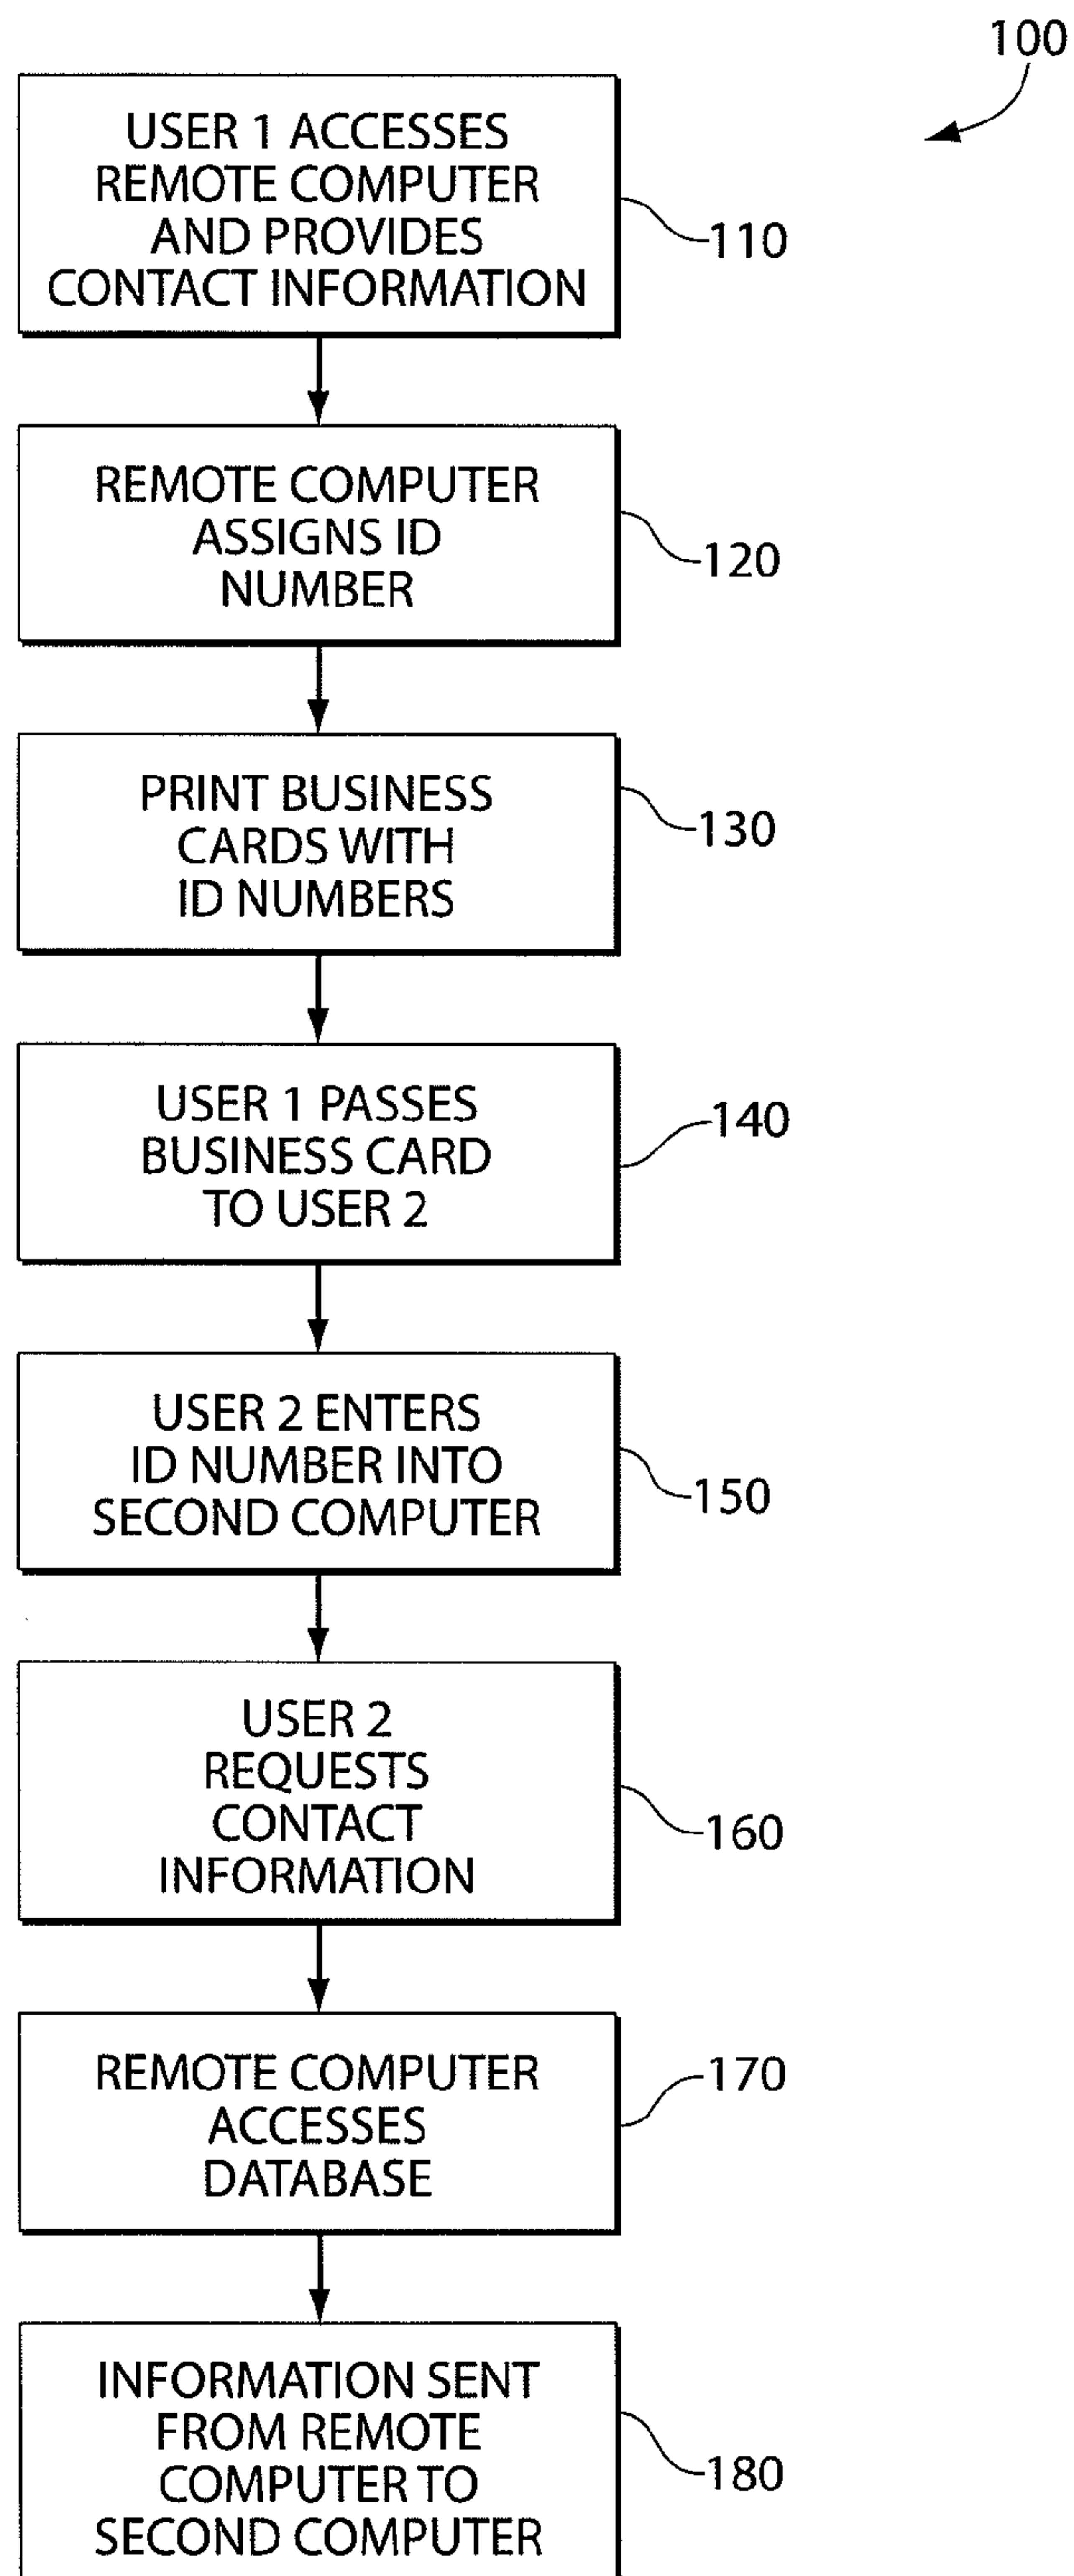 100
USER 1 ACCESSES
REMOTE COMPUTER
AND PROVIDES
CONTACT INFORMATION
110
REMOTE COMPUTER
ASSIGNS ID
NUMBER
120
PRINT BUSINESS
CARDS WITH
ID NUMBERS
130
USER 1 PASSES
BUSINESS CARD
TO USER 2
140
USER 2 ENTERS
ID NUMBER INTO
SECOND COMPUTER
150
USER 2
REQUESTS
CONTACT
INFORMATION
160
REMOTE COMPUTER
ACCESSES
DATABASE
170
INFORMATION SENT
FROM REMOTE
COMPUTER TO
SECOND COMPUTER
180